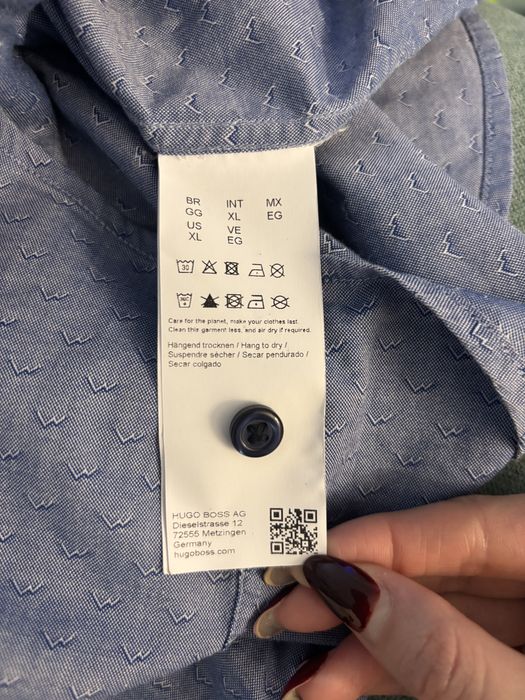 BR INT MX
GG XL EG
US VE
XL EG
30
Care for the planet, make your clothes last.
Clean this garment less, and air dry if required.
Hängend trocknen / Hang to dry /
Suspendre sécher / Secar pendurado /
Secar colgado
HUGO BOSS AG
Dieselstrasse 12
72555 Metzingen
Germany
hugoboss.com